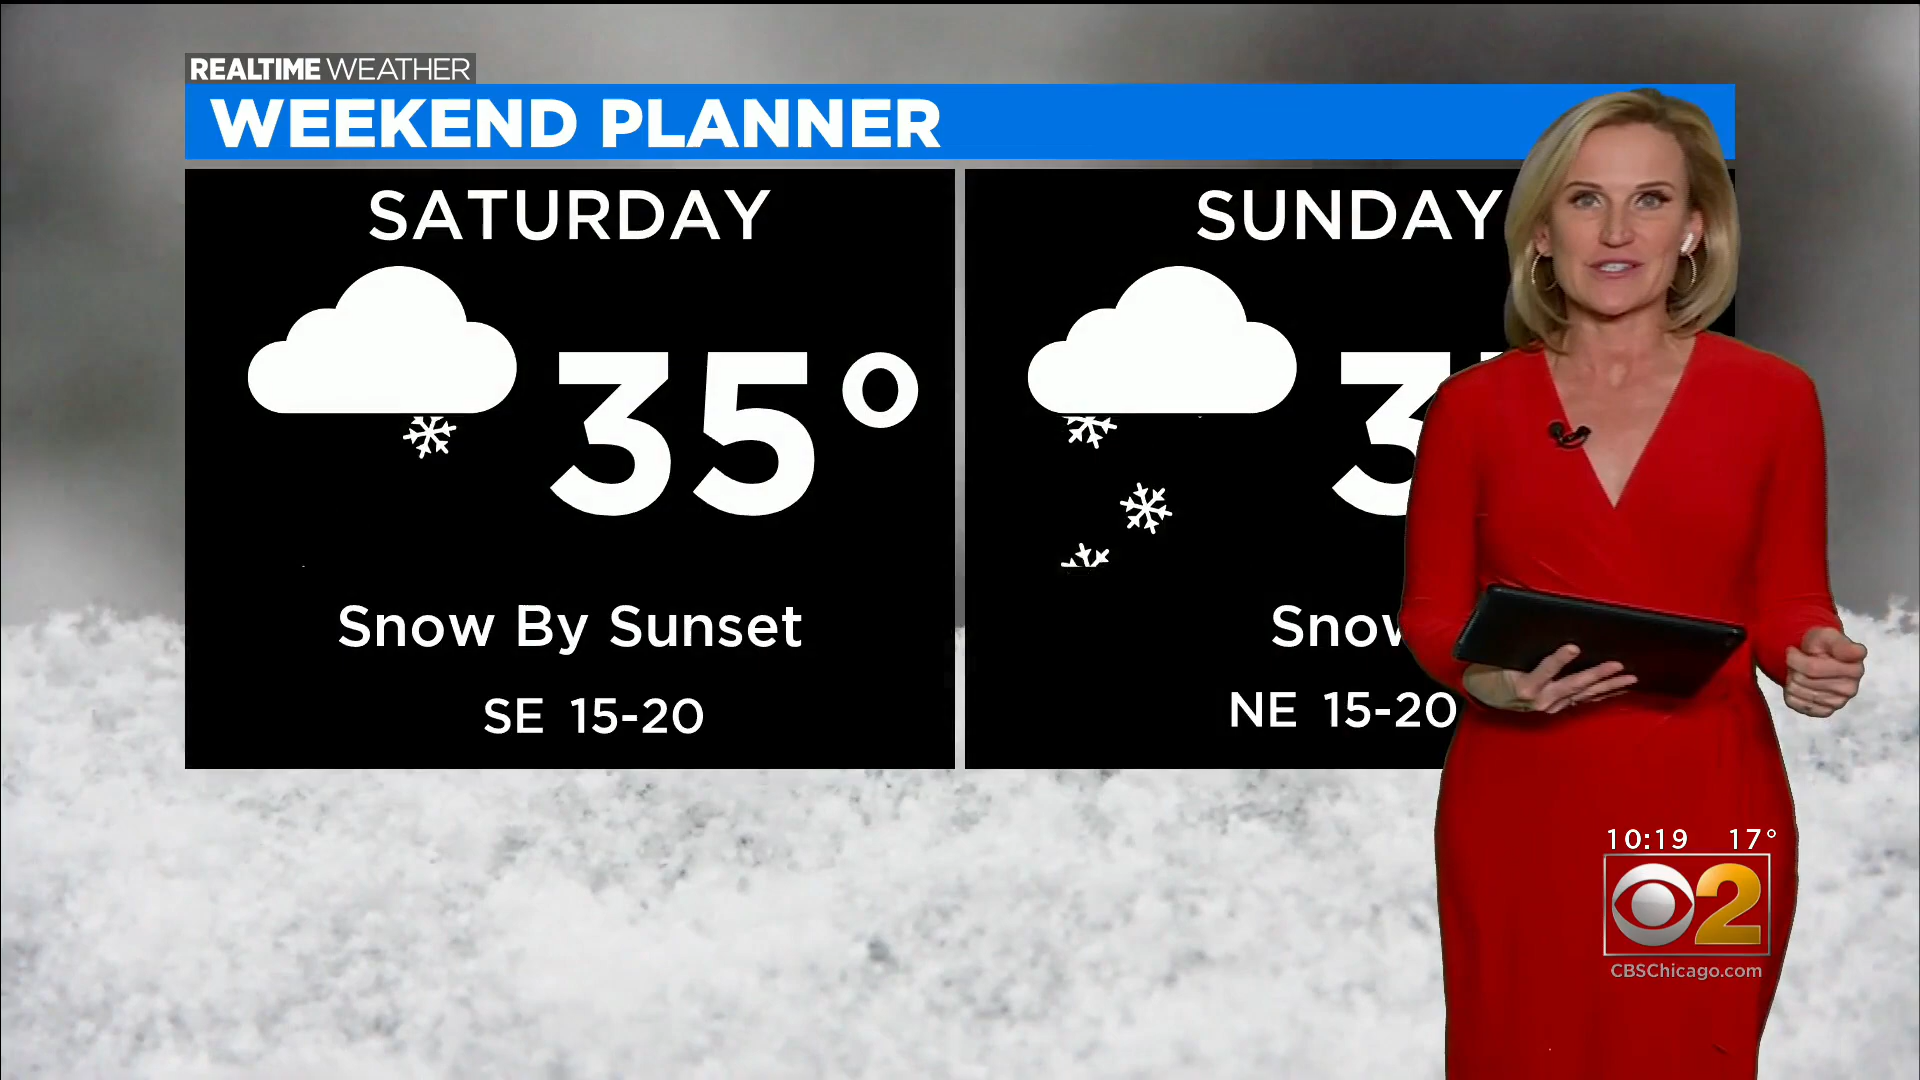 REALTIME WEATHER
WEEKEND PLANNER
SATURDAY
35°
Snow By Sunset
SE 15-20
SUNDAY
NE 15-20
10:19 17°
2
CBSChicago.com